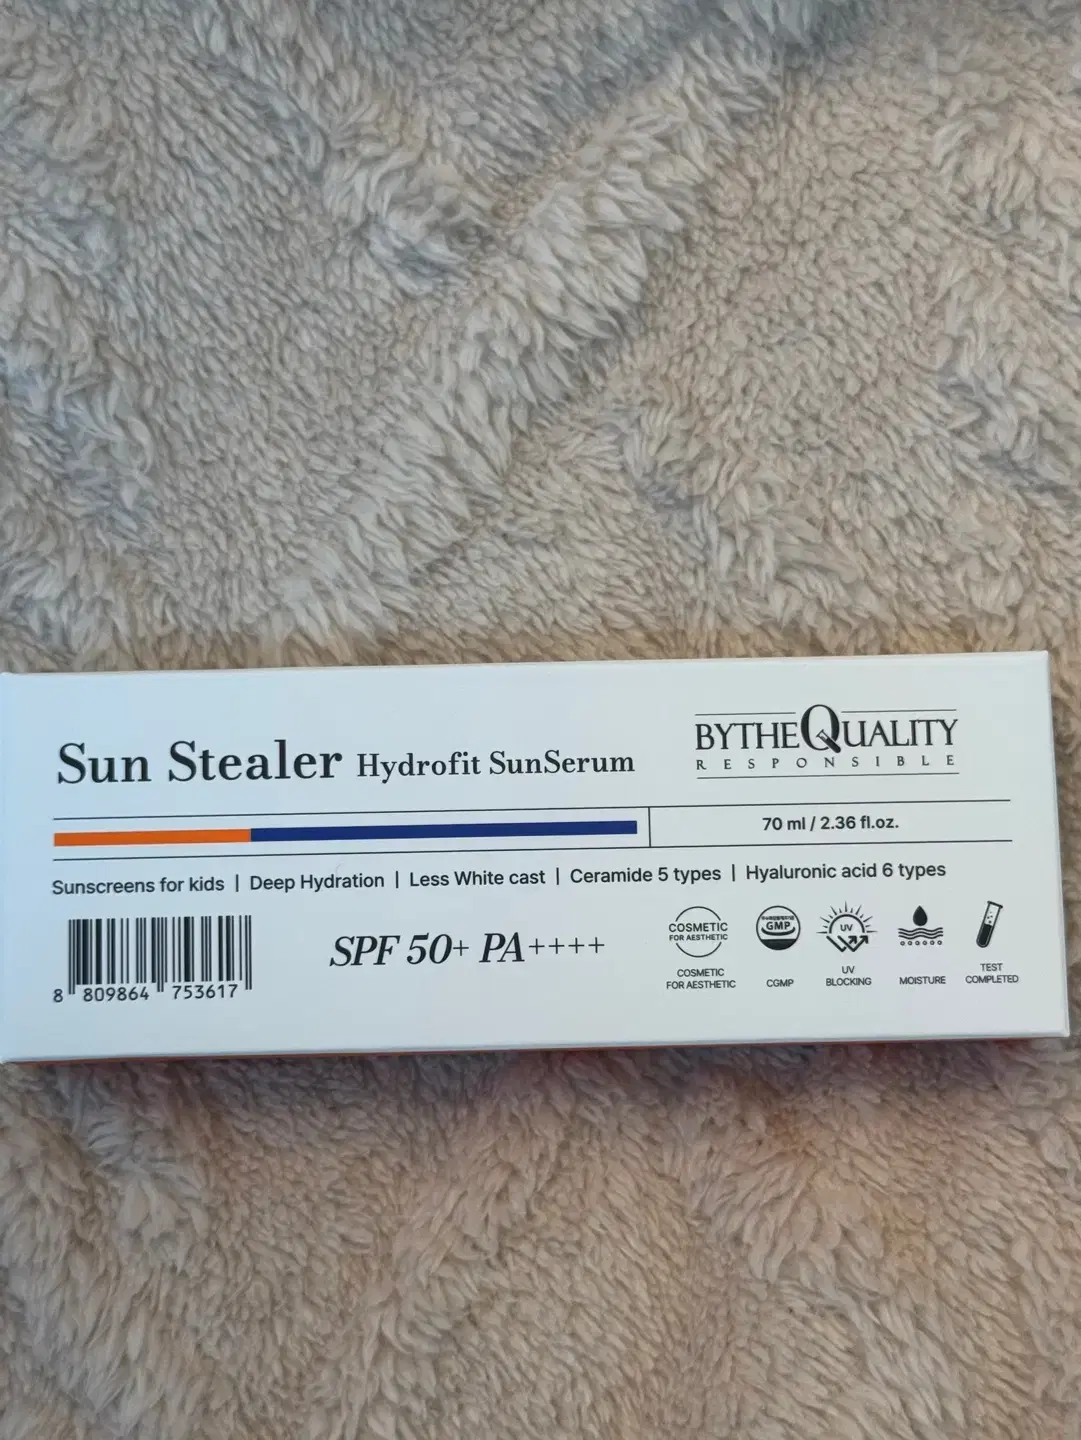 Sun Stealer Hydrofit SunSerum
BYTHEQUALITY
RESPONSIBLE
70 ml / 2.36 fl.oz.
Sunscreens for kids | Deep Hydration | Less White cast | Ceramide 5 types | Hyaluronic acid 6 types
8 809864 753617
SPF 50+ PA++++
COSMETIC
FOR AESTHETIC
COSMETIC
FOR AESTHETIC
GMP
CGMP
UV
UV
BLOCKING
MOISTURE
TEST
COMPLETED